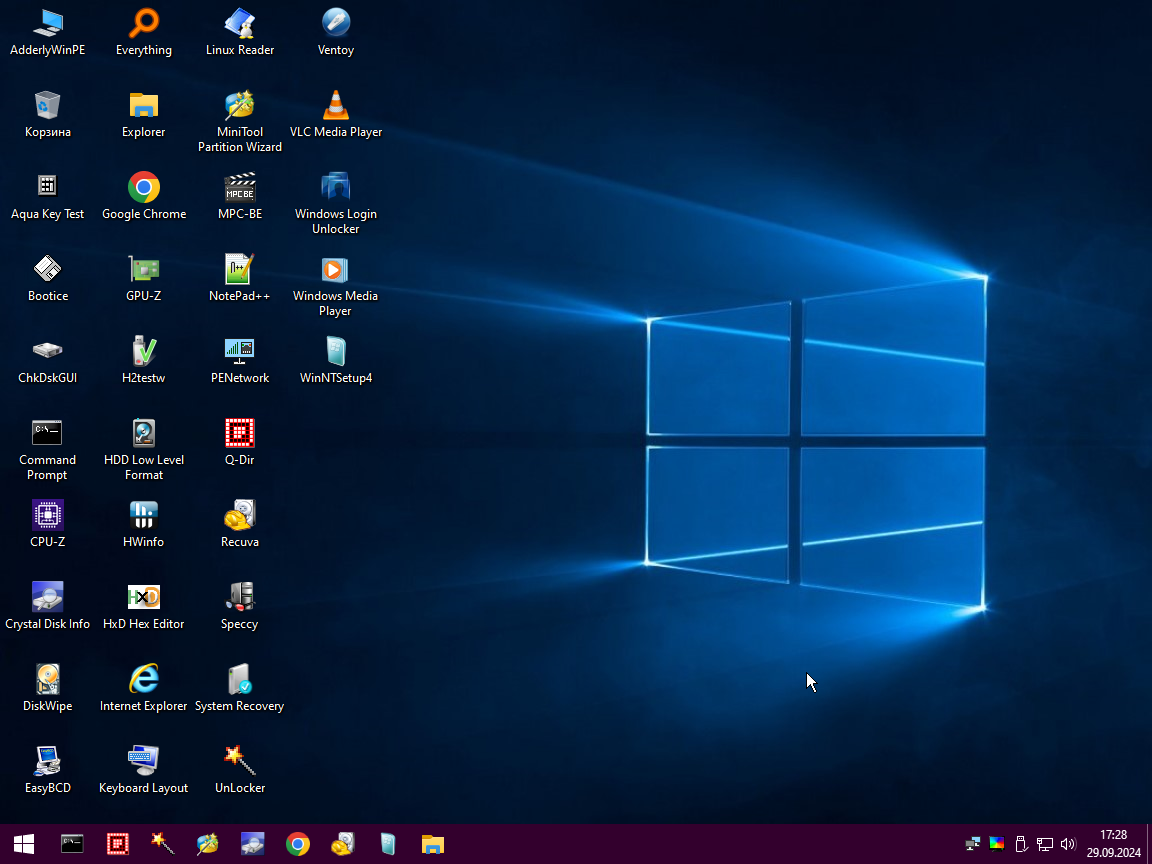 AdderlyWinPE
Everything
Linux Reader
Ventoy
Корзина
Explorer
MiniTool
Partition Wizard
VLC Media Player
Aqua Key Test
Google Chrome
MPC BE
MPC-BE
Windows Login
Unlocker
Bootice
GPU-Z
NotePad++
Windows Media
Player
ChkDskGUI
H2testw
PENetwork
WinNTSetup4
C:\_
Command
Prompt
HDD Low Level
Format
Q-Dir
CPU-Z
HWinfo
Recuva
Crystal Disk Info
HxD
HxD Hex Editor
Speccy
DiskWipe
Internet Explorer
System Recovery
EasyBCD
Keyboard Layout
UnLocker
17:28
29.09.2024